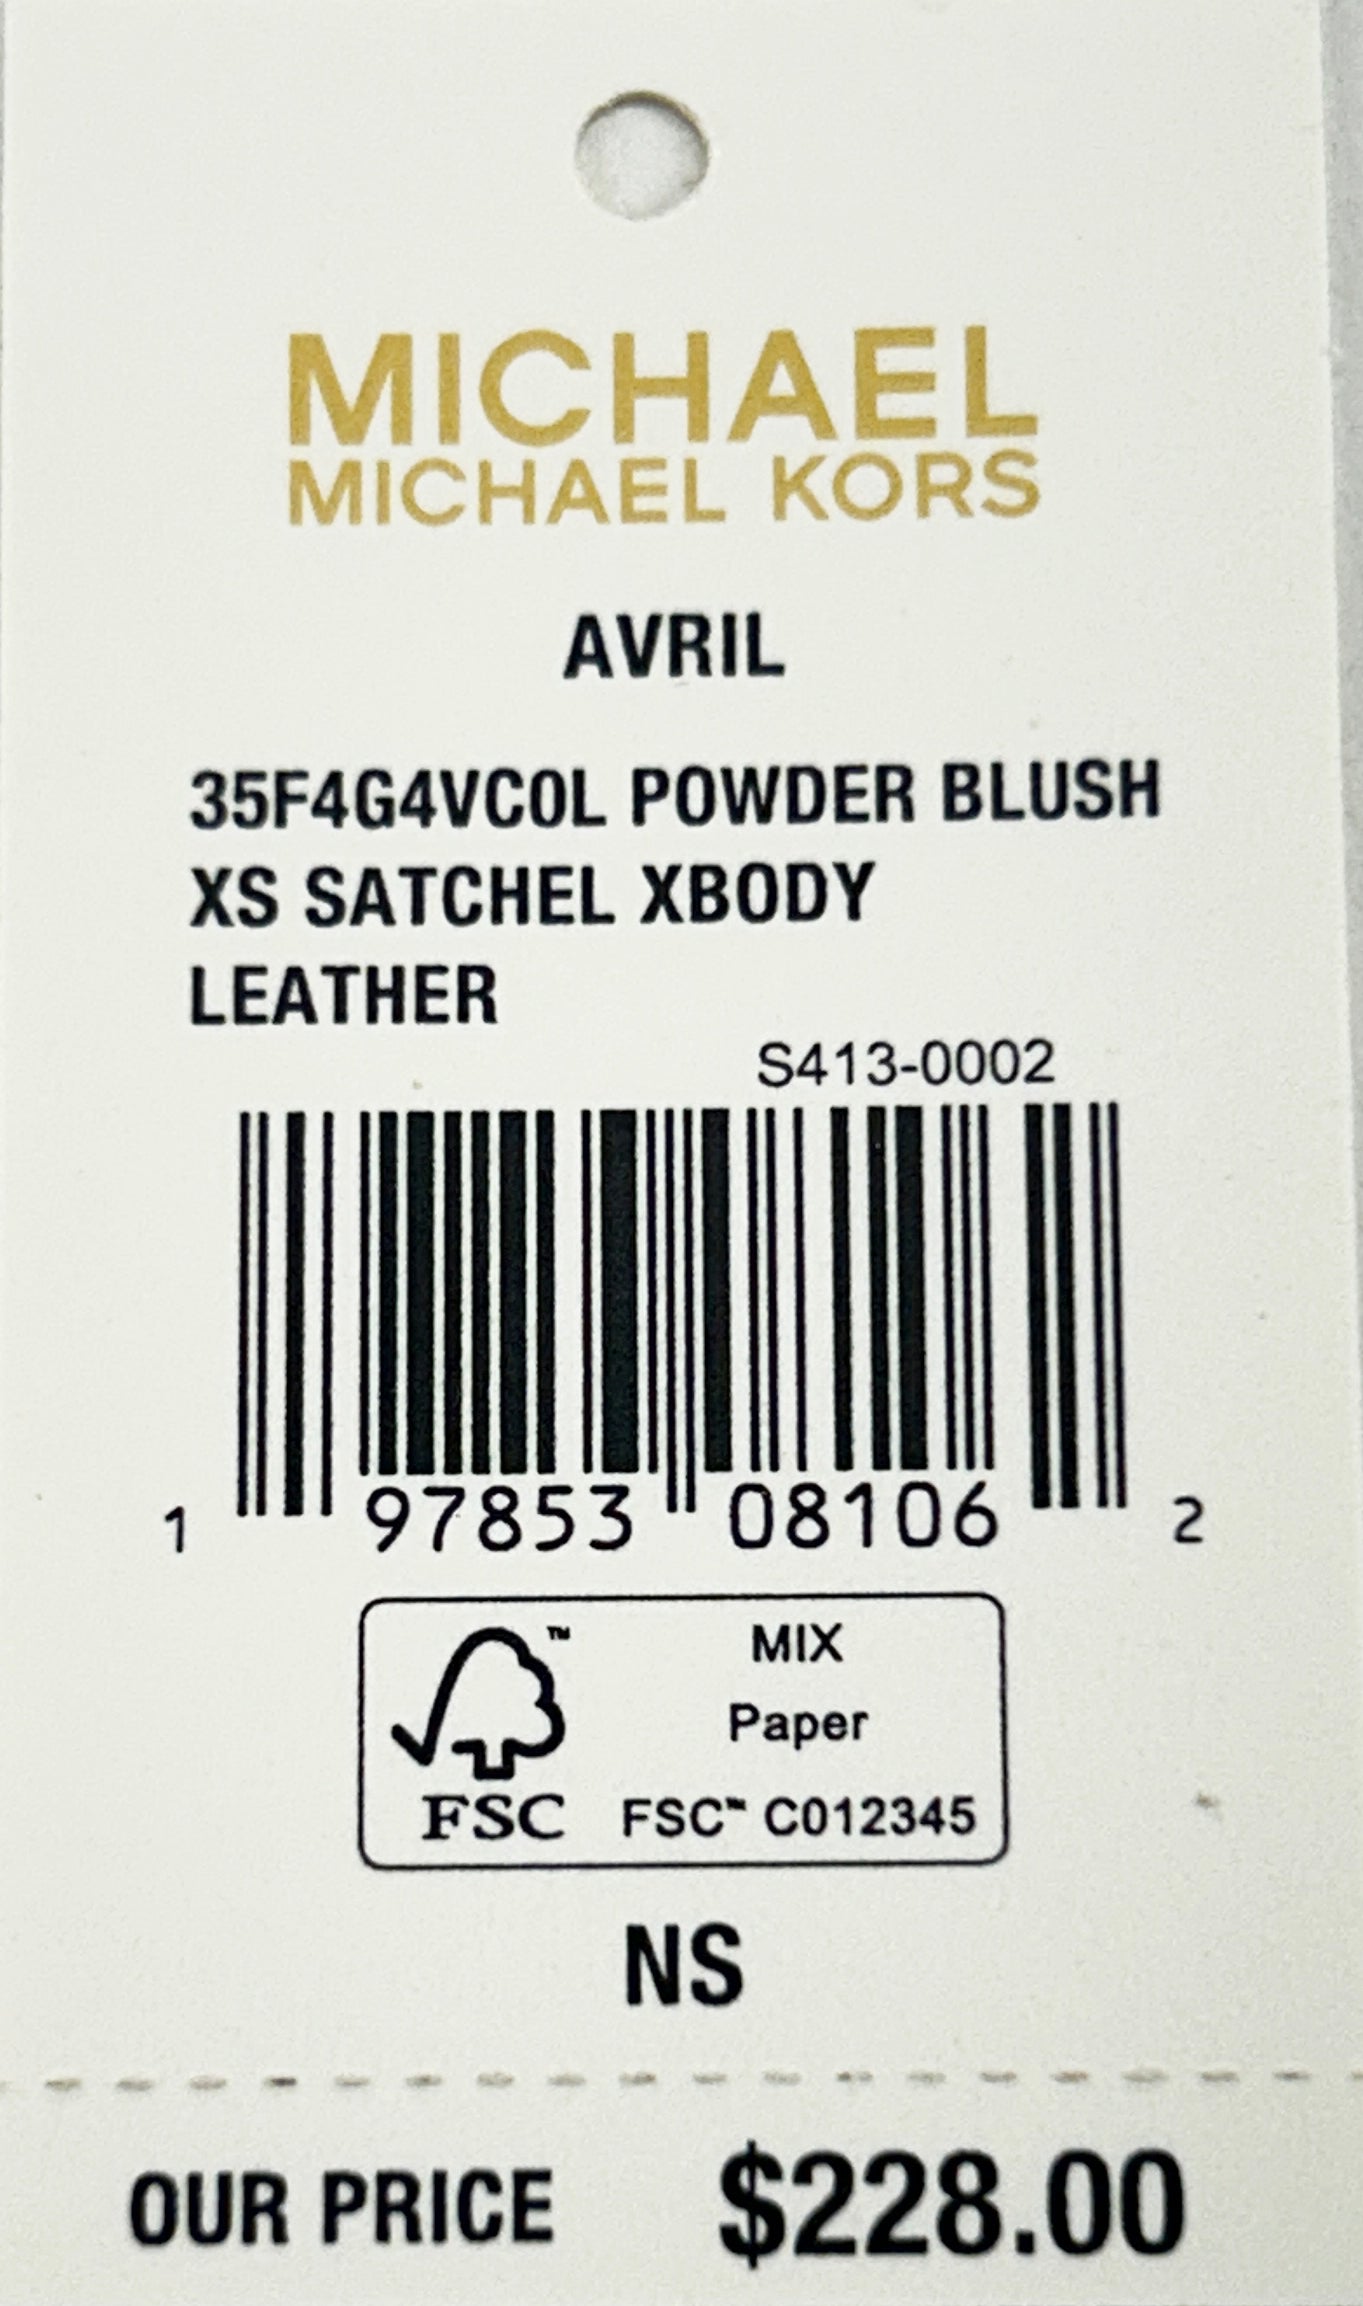 MICHAEL
MICHAEL KORS
AVRIL
35F4G4VC0L POWDER BLUSH
XS SATCHEL XBODY
LEATHER
S413-0002
1 97853 08106 2
™
MIX
Paper
FSC FSC™ C012345
NS
OUR PRICE $228.00